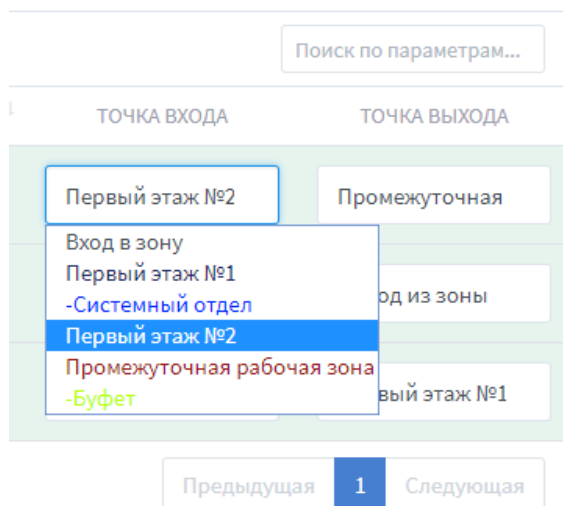 Поиск по параметрам...
ТОЧКА ВХОДА ТОЧКА ВЫХОДА
Первый этаж №2 Промежуточная
Вход в зону
Первый этаж №1
-Системный отдел од из зоны
Первый этаж №2
Промежуточная рабочая зона
-Буфет вый этаж №1
Предыдущая 1 Следующая